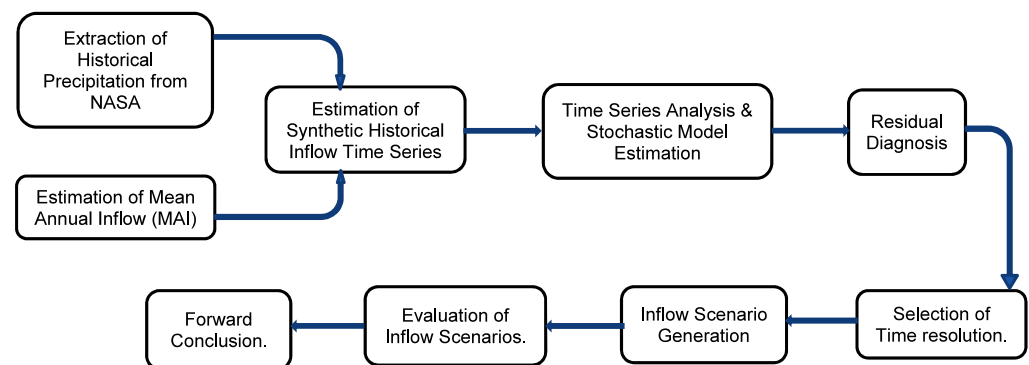 Extraction of
Historical
Precipitation from
NASA
Estimation of Mean
Annual Inflow (MAI)
Estimation of
Synthetic Historical
Inflow Time Series
Time Series Analysis &
Stochastic Model
Estimation
Residual
Diagnosis
Selection of
Time resolution.
Inflow Scenario
Generation
Evaluation of
Inflow Scenarios.
Forward
Conclusion.